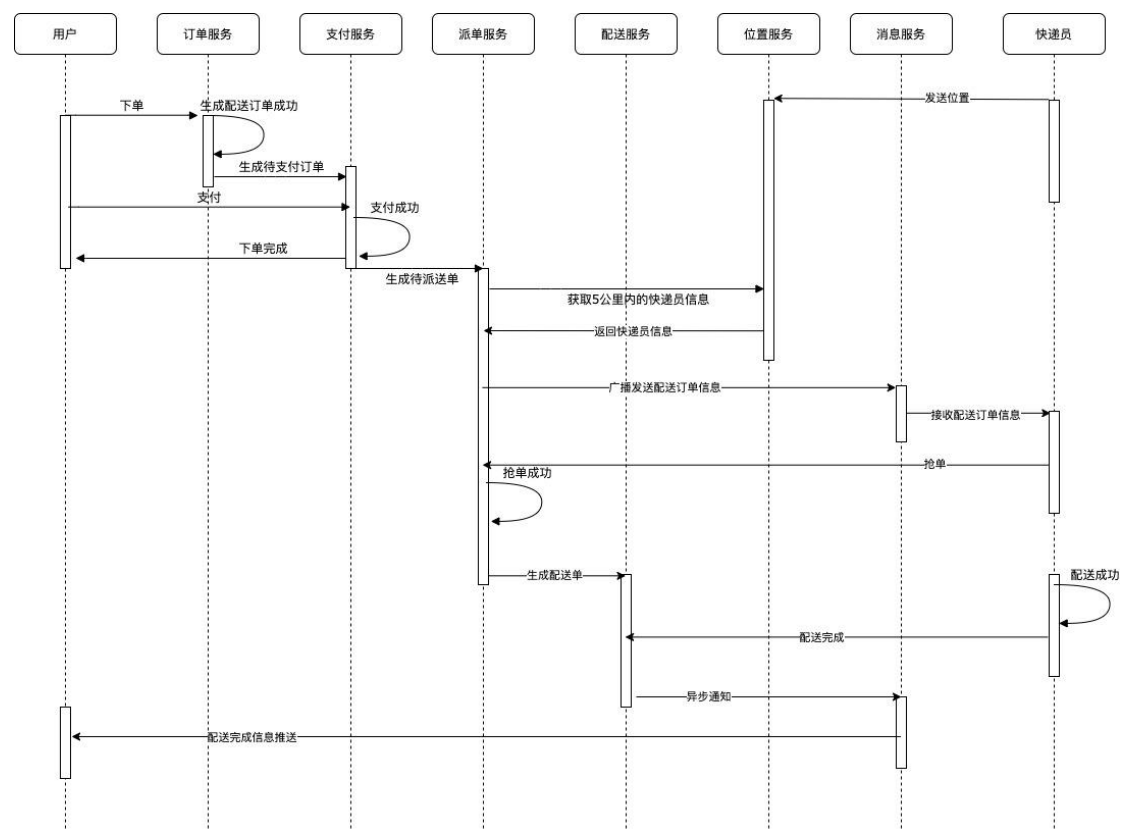 用户
订单服务
支付服务
派单服务
配送服务
位置服务
消息服务
快递员
发送位置
下单
生成配送订单成功
生成待支付订单
支付
支付成功
下单完成
生成待派送单
获取5公里内的快递员信息
返回快递员信息
广播发送配送订单信息
接收配送订单信息
抢单
抢单成功
生成配送单
配送成功
配送完成
异步通知
配送完成信息推送